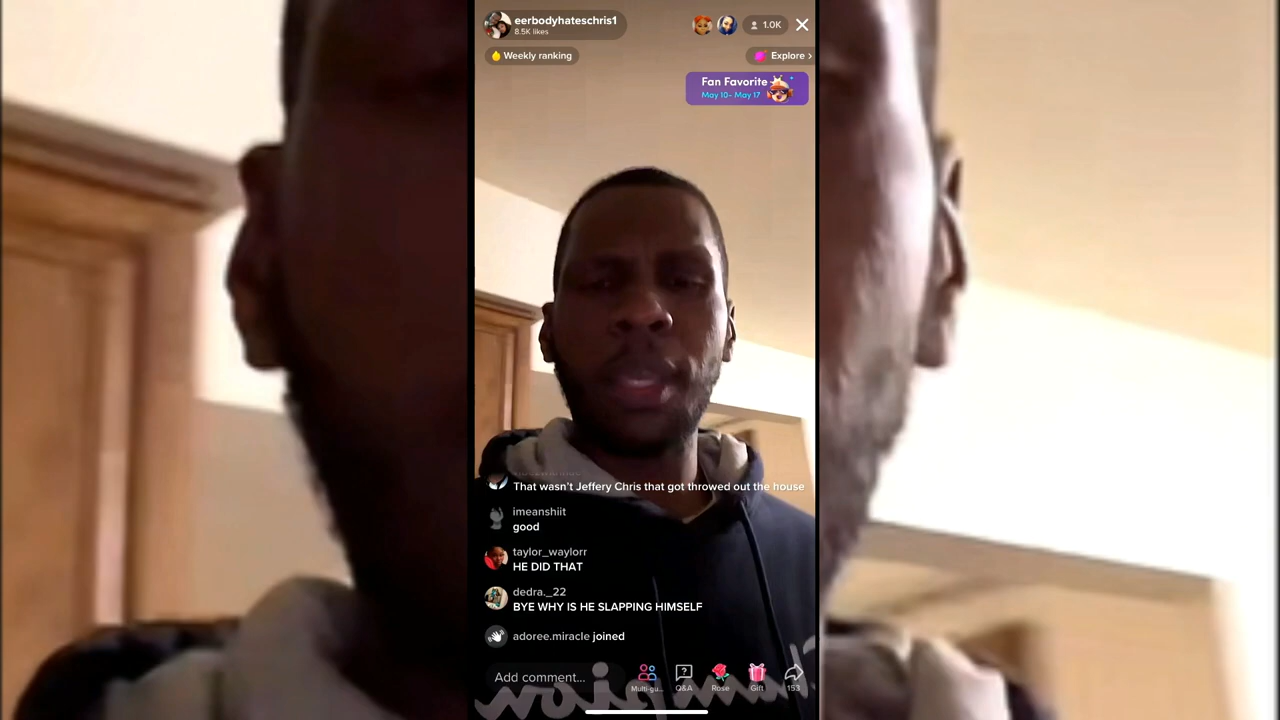 eerbodyhateschris1
8.5K likes
1.0K
Weekly ranking
Explore
Fan Favorite
May 10- May 17
That wasn't Jeffery Chris that got throwed out the house
imeanshiit
good
taylor_waylorr
HE DID THAT
dedra._22
BYE WHY IS HE SLAPPING HIMSELF
adoree.miracle joined
Add comment...
Multi-gu...
Q&A
Rose
Gift
153